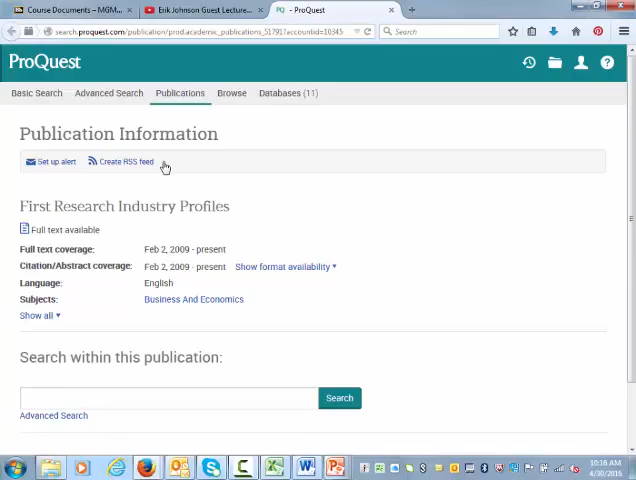 Course Documents – MGM...
Erik Johnson Guest Lecture...
PQ - ProQuest
search.proquest.com/publication/prod.academic_publications_51791?accountid=10345
Search
ProQuest
Basic Search Advanced Search Publications Browse Databases (11)
Publication Information
Set up alert Create RSS feed
First Research Industry Profiles
Full text available
Full text coverage: Feb 2, 2009 - present
Citation/Abstract coverage: Feb 2, 2009 - present Show format availability
Language: English
Subjects: Business And Economics
Show all
Search within this publication:
Search
Advanced Search
10:16 AM
4/30/2016